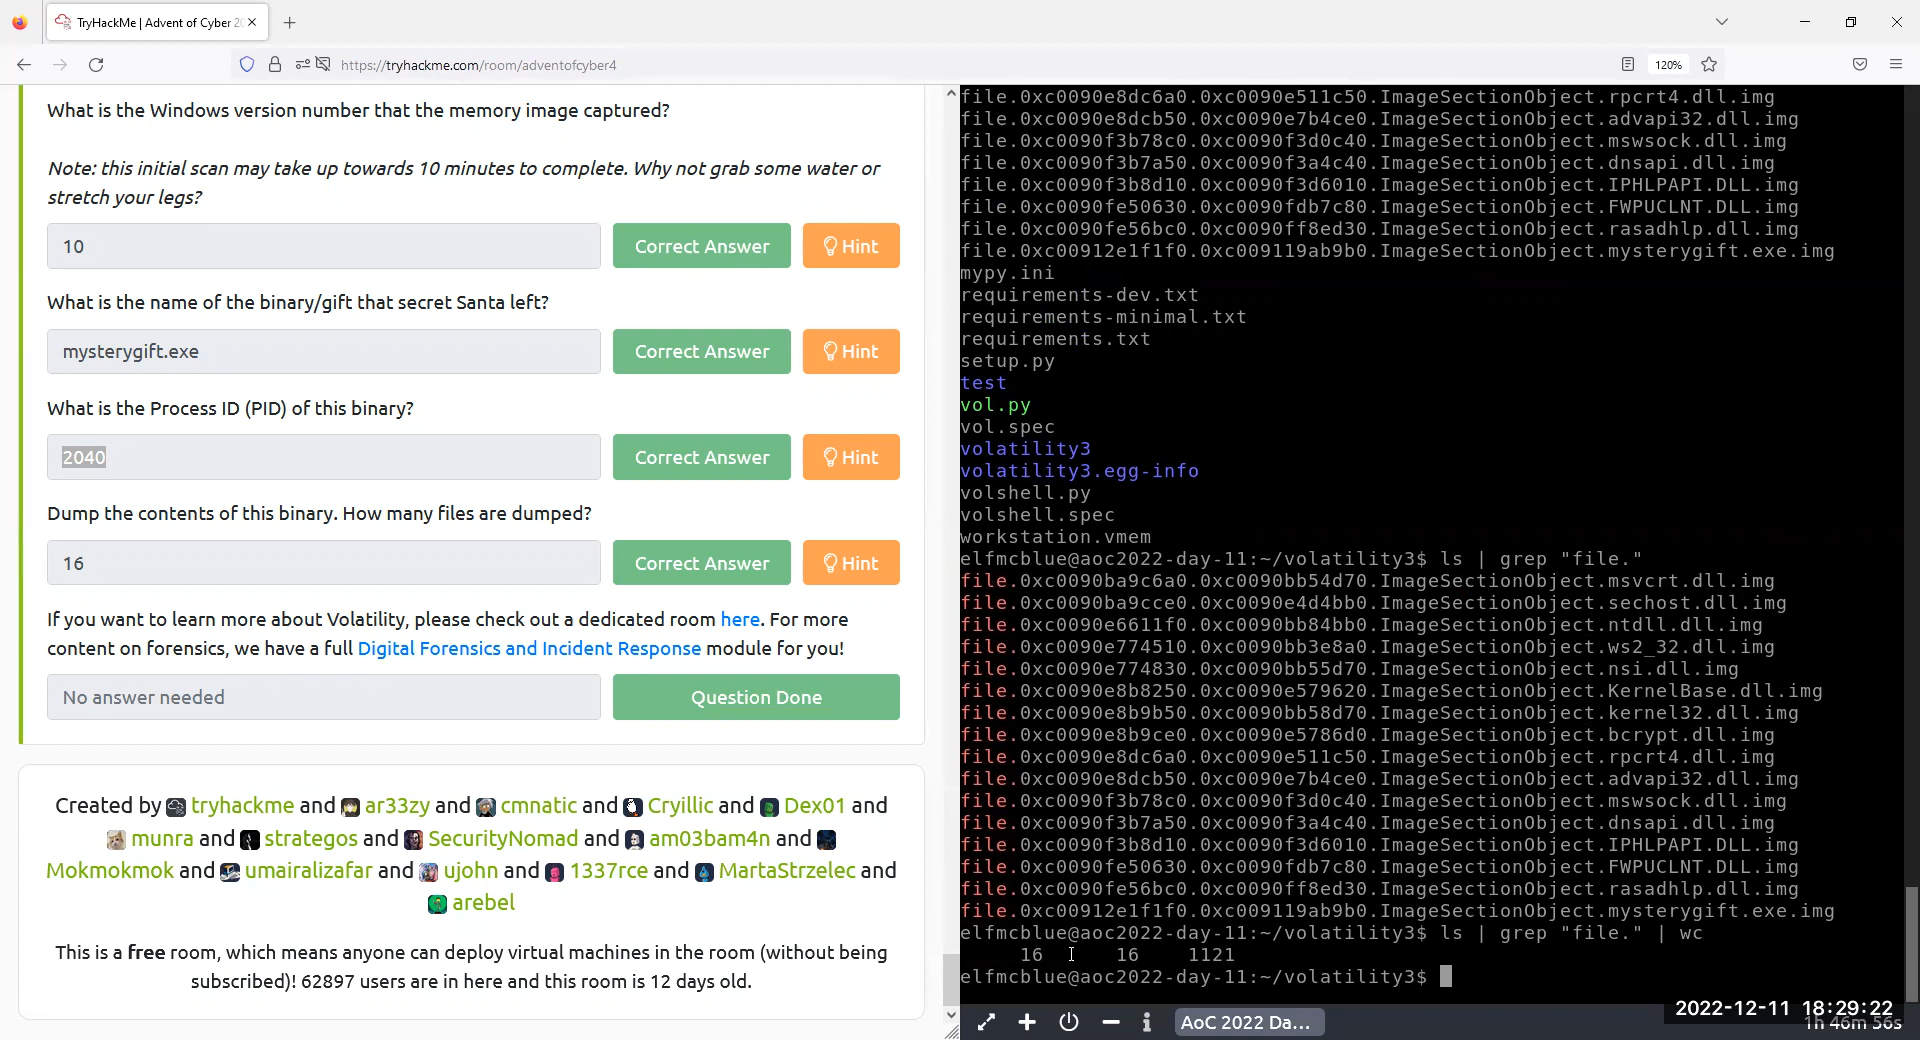 TryHackMe | Advent of Cyber 20
https://tryhackme.com/room/adventofcyber4
120%
What is the Windows version number that the memory image captured?
Note: this initial scan may take up towards 10 minutes to complete. Why not grab some water or
stretch your legs?
10
Correct Answer
Hint
What is the name of the binary/gift that secret Santa left?
mysterygift.exe
Correct Answer
Hint
What is the Process ID (PID) of this binary?
2040
Correct Answer
Hint
Dump the contents of this binary. How many files are dumped?
16
Correct Answer
Hint
If you want to learn more about Volatility, please check out a dedicated room here. For more
content on forensics, we have a full Digital Forensics and Incident Response module for you!
No answer needed
Question Done
Created by tryhackme and ar33zy and cmnatic and Cryillic and Dex01 and
munra and strategos and SecurityNomad and am03bam4n and
Mokmokmok and umairalizafar and ujohn and 1337rce and MartaStrzelec and
arebel
This is a free room, which means anyone can deploy virtual machines in the room (without being
subscribed)! 62897 users are in here and this room is 12 days old.
file.0xc0090e8dc6a0.0xc0090e511c50.ImageSectionObject.rpcrt4.dll.img
file.0xc0090e8dcb50.0xc0090e7b4ce0.ImageSectionObject.advapi32.dll.img
file.0xc0090f3b78c0.0xc0090f3d0c40.ImageSectionObject.mswsock.dll.img
file.0xc0090f3b7a50.0xc0090f3a4c40.ImageSectionObject.dnsapi.dll.img
file.0xc0090f3b8d10.0xc0090f3d6010.ImageSectionObject.IPHLPAPI.DLL.img
file.0xc0090fe50630.0xc0090fdb7c80.ImageSectionObject.FWPUCLNT.DLL.img
file.0xc0090fe56bc0.0xc0090ff8ed30.ImageSectionObject.rasadhlp.dll.img
file.0xc00912e1f1f0.0xc009119ab9b0.ImageSectionObject.mysterygift.exe.img
mypy.ini
requirements-dev.txt
requirements-minimal.txt
requirements.txt
setup.py
test
vol.py
vol.spec
volatility3
volatility3.egg-info
volshell.py
volshell.spec
workstation.vmem
elfmcblue@aoc2022-day-11:~/volatility3$ ls | grep "file."
file.0xc0090ba9c6a0.0xc0090bb54d70.ImageSectionObject.msvcrt.dll.img
file.0xc0090ba9cce0.0xc0090e4d4bb0.ImageSectionObject.sechost.dll.img
file.0xc0090e6611f0.0xc0090bb84bb0.ImageSectionObject.ntdll.dll.img
file.0xc0090e774510.0xc0090bb3e8a0.ImageSectionObject.ws2_32.dll.img
file.0xc0090e774830.0xc0090bb55d70.ImageSectionObject.nsi.dll.img
file.0xc0090e8b8250.0xc0090e579620.ImageSectionObject.KernelBase.dll.img
file.0xc0090e8b9b50.0xc0090bb58d70.ImageSectionObject.kernel32.dll.img
file.0xc0090e8b9ce0.0xc0090e5786d0.ImageSectionObject.bcrypt.dll.img
file.0xc0090e8dc6a0.0xc0090e511c50.ImageSectionObject.rpcrt4.dll.img
file.0xc0090e8dcb50.0xc0090e7b4ce0.ImageSectionObject.advapi32.dll.img
file.0xc0090f3b78c0.0xc0090f3d0c40.ImageSectionObject.mswsock.dll.img
file.0xc0090f3b7a50.0xc0090f3a4c40.ImageSectionObject.dnsapi.dll.img
file.0xc0090f3b8d10.0xc0090f3d6010.ImageSectionObject.IPHLPAPI.DLL.img
file.0xc0090fe50630.0xc0090fdb7c80.ImageSectionObject.FWPUCLNT.DLL.img
file.0xc0090fe56bc0.0xc0090ff8ed30.ImageSectionObject.rasadhlp.dll.img
file.0xc00912e1f1f0.0xc009119ab9b0.ImageSectionObject.mysterygift.exe.img
elfmcblue@aoc2022-day-11:~/volatility3$ ls | grep "file." | wc
16 16 1121
elfmcblue@aoc2022-day-11:~/volatility3$
AoC 2022 Da...
2022-12-11 18:29:22
1h 46m 56s